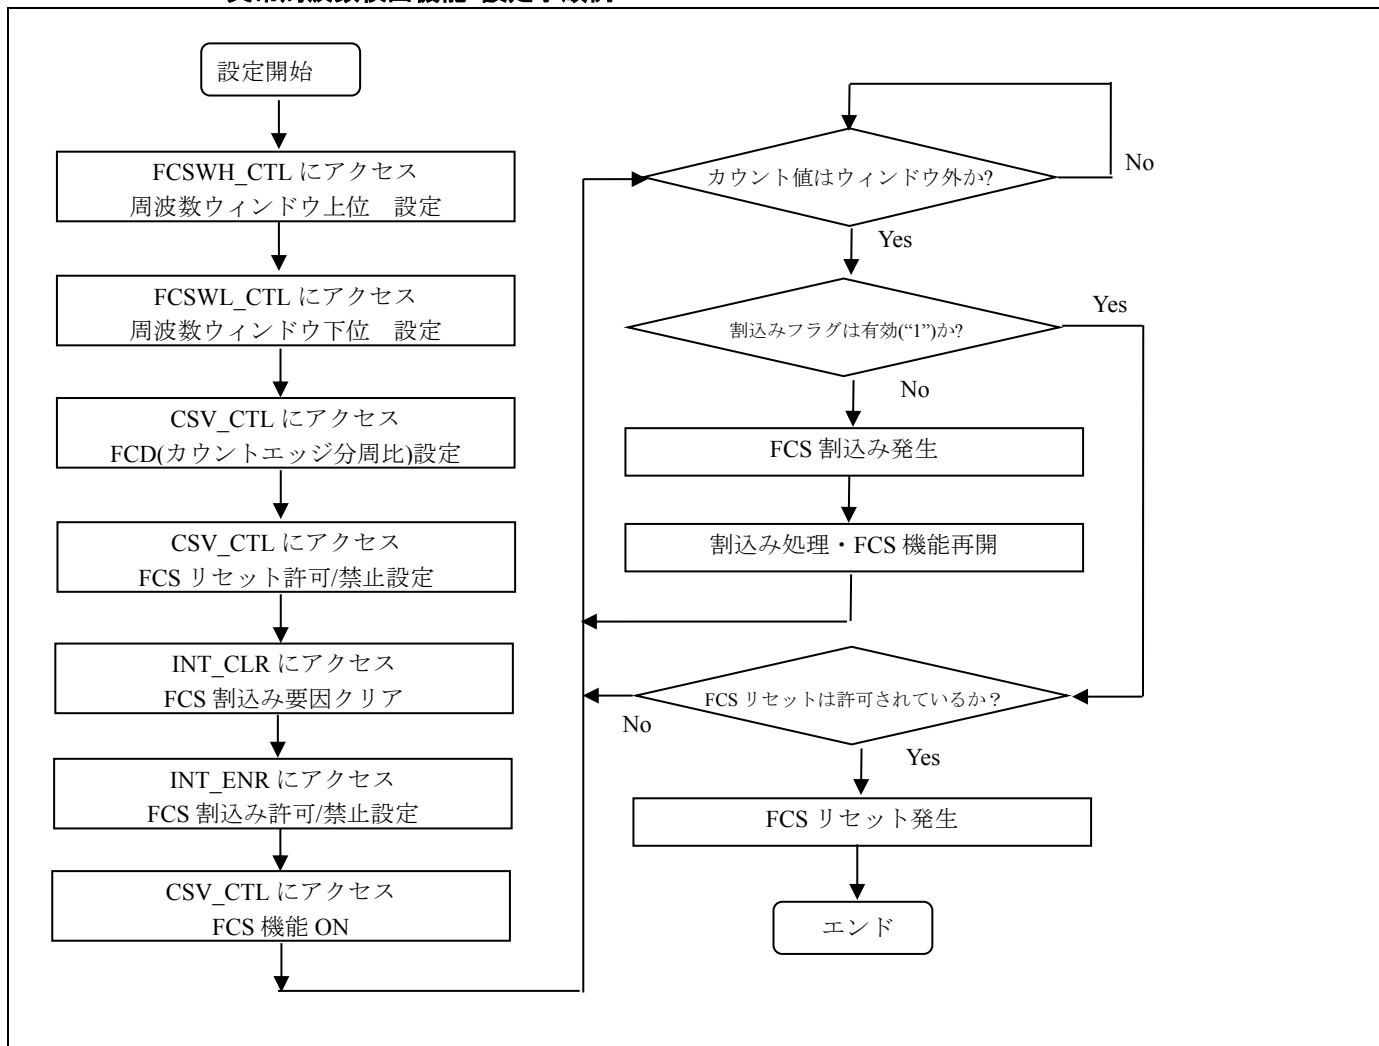 設定開始
FCSWH_CTL にアクセス
周波数ウィンドウ上位　設定
FCSWL_CTL にアクセス
周波数ウィンドウ下位　設定
CSV_CTL にアクセス
FCD(カウントエッジ分周比)設定
CSV_CTL にアクセス
FCS リセット許可/禁止設定
INT_CLR にアクセス
FCS 割込み要因クリア
INT_ENR にアクセス
FCS 割込み許可/禁止設定
CSV_CTL にアクセス
FCS 機能 ON
カウント値はウィンドウ外か?
No
Yes
割込みフラグは有効(“1”)か?
Yes
No
FCS 割込み発生
割込み処理・FCS 機能再開
FCS リセットは許可されているか？
No
Yes
FCS リセット発生
エンド